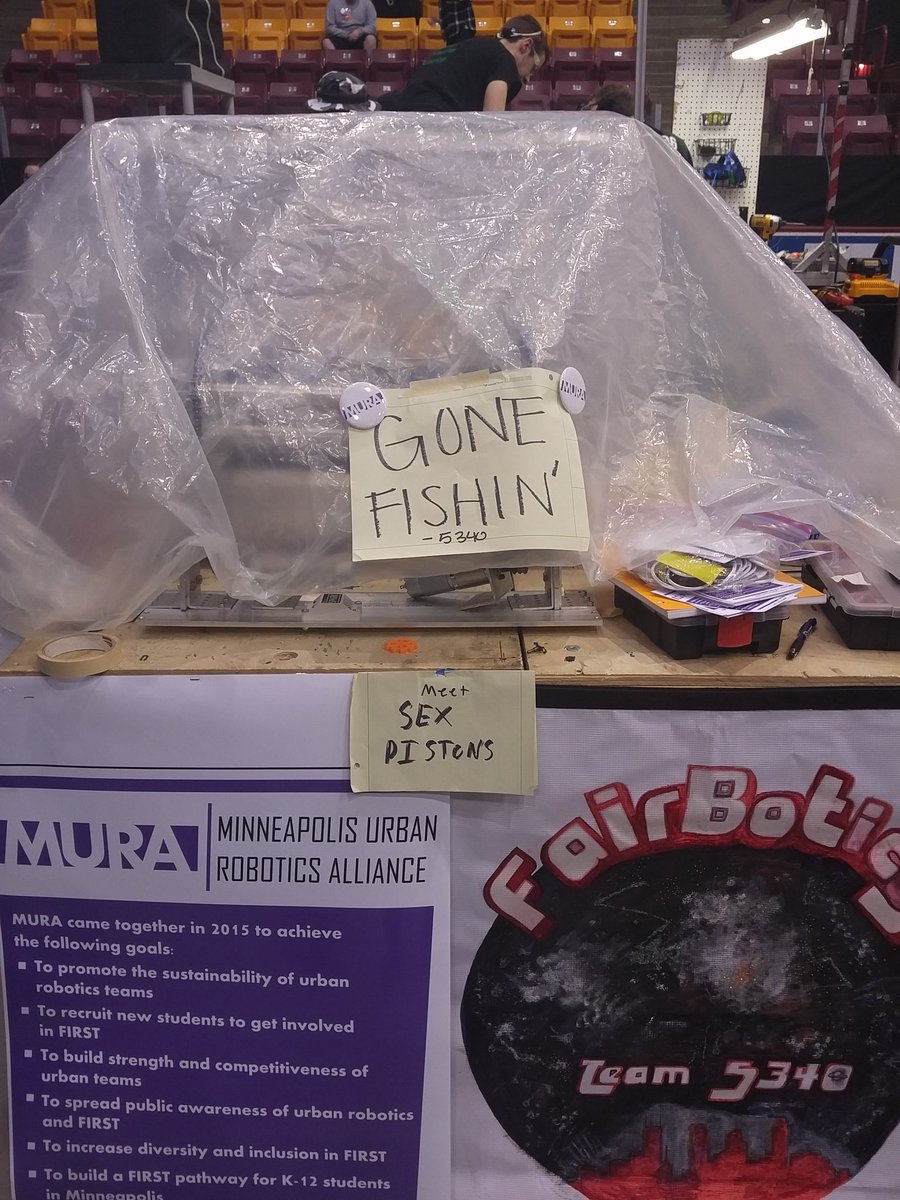 MURA
MURA
GONE
FISHIN'
-5340
Meet
SEX
PISTONS
MURA
MINNEAPOLIS URBAN
ROBOTICS ALLIANCE
MURA came together in 2015 to achieve
the following goals:
▪ To promote the sustainability of urban
robotics teams
▪ To recruit new students to get involved
in FIRST
▪ To build strength and competitiveness of
urban teams
▪ To spread public awareness of urban robotics
and FIRST
▪ To increase diversity and inclusion in FIRST
▪ To build a FIRST pathway for K-12 students
in Minneapolis
FairBotics
Team 5340